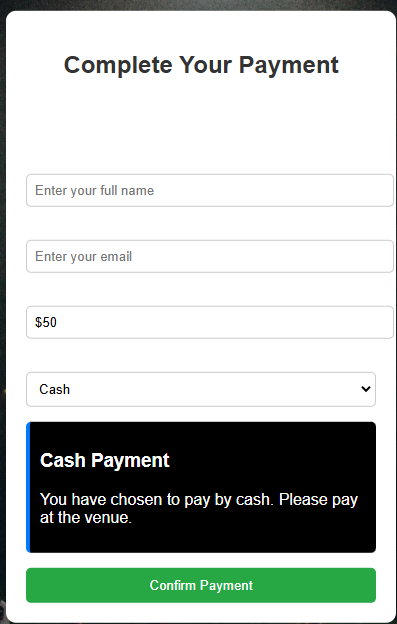 Complete Your Payment
Enter your full name
Enter your email
$50
Cash
Cash Payment
You have chosen to pay by cash. Please pay
at the venue.
Confirm Payment